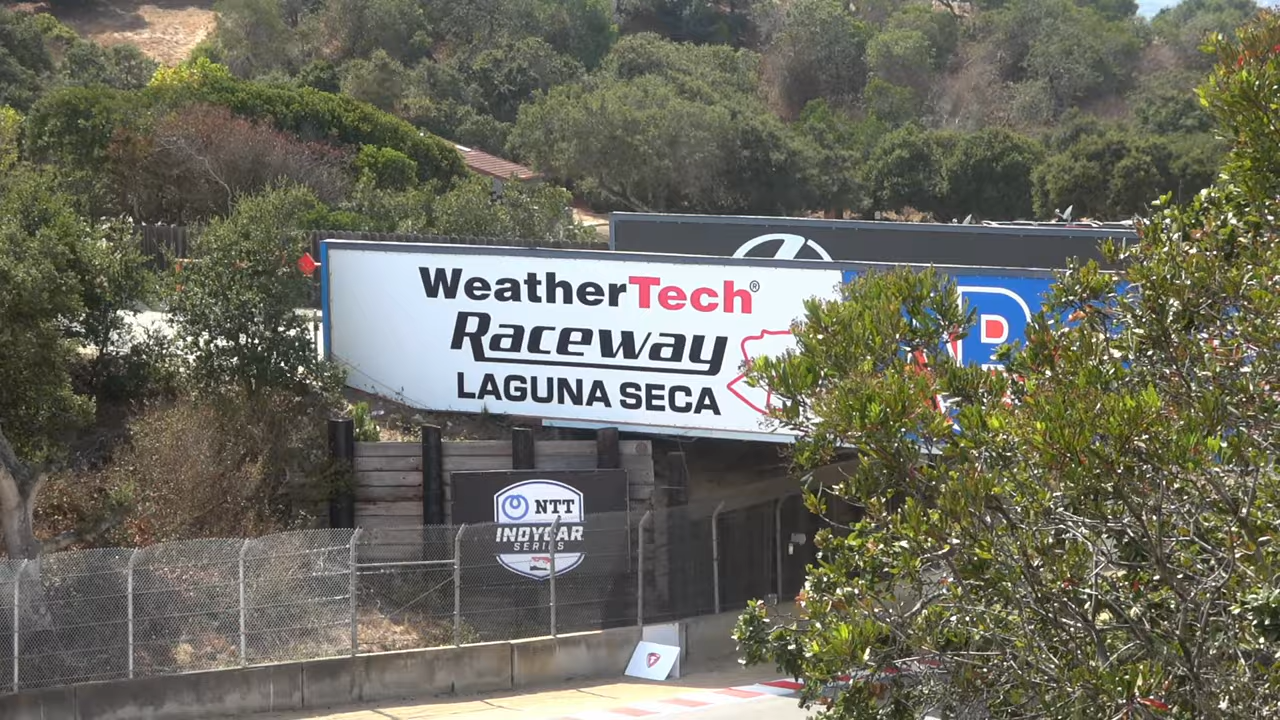 WeatherTech®
Raceway
LAGUNA SECA
R
NTT
INDYCAR
SERIES